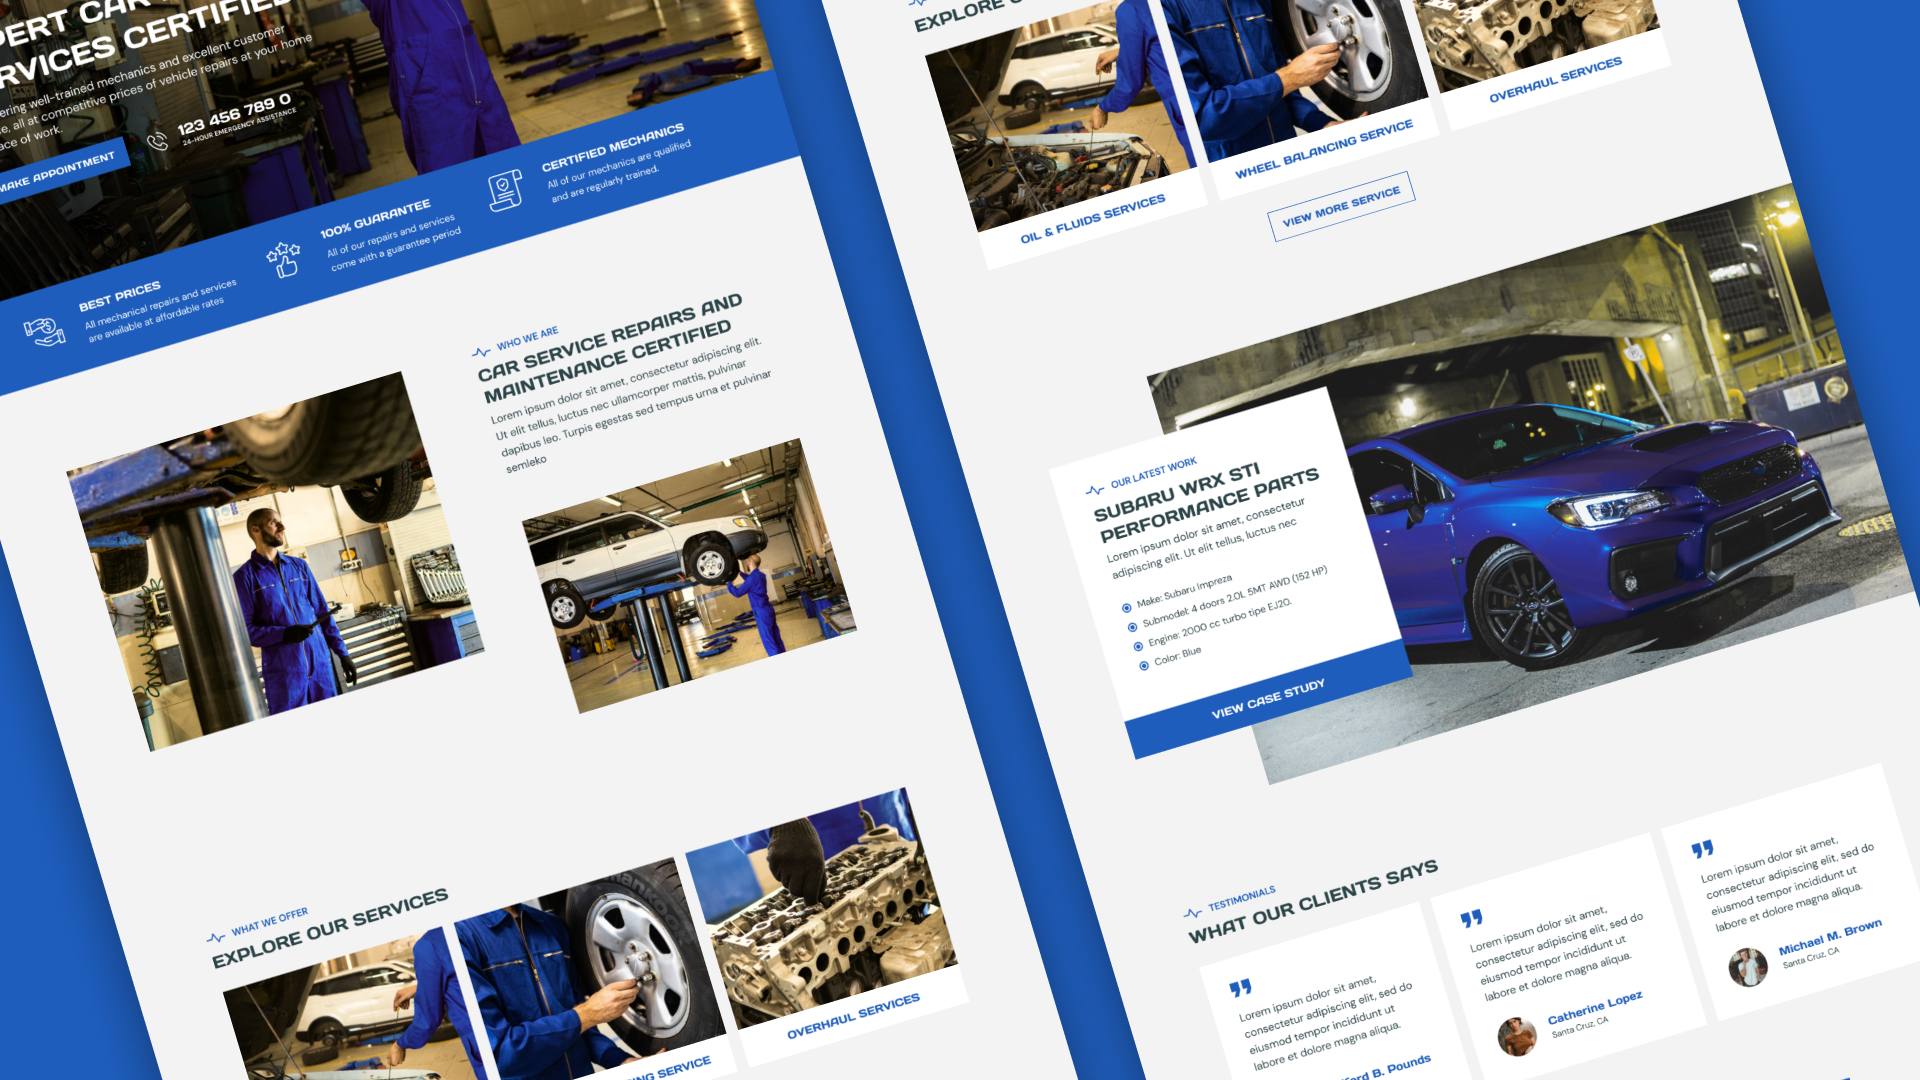 SERVICES CERTIFIED
well-trained mechanics and excellent customer
all at competitive prices of vehicle repairs at your home
of work.
MAKE APPOINTMENT
123 456 789 0
24-HOUR EMERGENCY ASSISTANCE
BEST PRICES
All mechanical repairs and services
are available at affordable rates
100% GUARANTEE
All of our repairs and services
come with a guarantee period
CERTIFIED MECHANICS
All of our mechanics are qualified
and are regularly trained.
WHO WE ARE
CAR SERVICE REPAIRS AND
MAINTENANCE CERTIFIED
Lorem ipsum dolor sit amet, consectetur adipiscing elit.
Ut elit tellus, luctus nec ullamcorper mattis, pulvinar
dapibus leo. Turpis egestas sed tempus urna et pulvinar
semleko
WHAT WE OFFER
EXPLORE OUR SERVICES
OVERHAUL SERVICES
SERVICE
EXPLORE
OIL & FLUIDS SERVICES
WHEEL BALANCING SERVICE
OVERHAUL SERVICES
VIEW MORE SERVICE
OUR LATEST WORK
SUBARU WRX STI
PERFORMANCE PARTS
Lorem ipsum dolor sit amet, consectetur
adipiscing elit. Ut elit tellus, luctus nec
Make: Subaru Impreza
Submodel: 4 doors 2.0L 5MT AWD (152 HP)
Engine: 2000 cc turbo tipe EJ20.
Color: Blue
VIEW CASE STUDY
TESTIMONIALS
WHAT OUR CLIENTS SAYS
Lorem ipsum dolor sit amet,
consectetur adipiscing elit, sed do
eiusmod tempor incididunt ut
labore et dolore magna aliqua.
B. Pounds
Lorem ipsum dolor sit amet,
consectetur adipiscing elit, sed do
eiusmod tempor incididunt ut
labore et dolore magna aliqua.
Catherine Lopez
Santa Cruz, CA
Lorem ipsum dolor sit amet,
consectetur adipiscing elit, sed do
eiusmod tempor incididunt ut
labore et dolore magna aliqua.
Michael M. Brown
Santa Cruz, CA